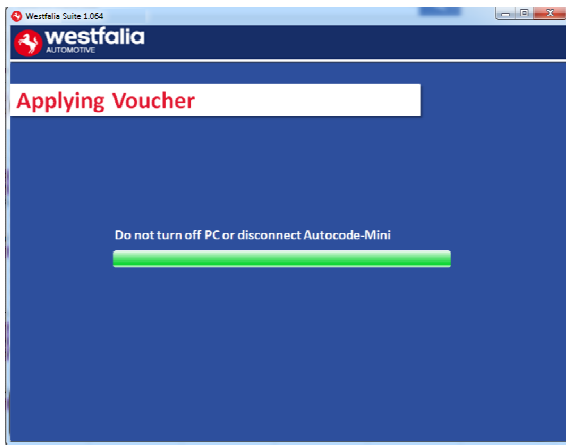 Westfalia Suite 1.064
westfalia
AUTOMOTIVE
Applying Voucher
Do not turn off PC or disconnect Autocode-Mini